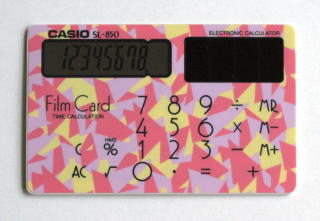 CASIO SL-850 ELECTRONIC CALCULATOR
12345678
Film Card 7 8 9 ÷ MR
TIME CALCULATION 4 5 6 × M−
HMS
C % 1 2 3 − M+
AC √ 0 · = +